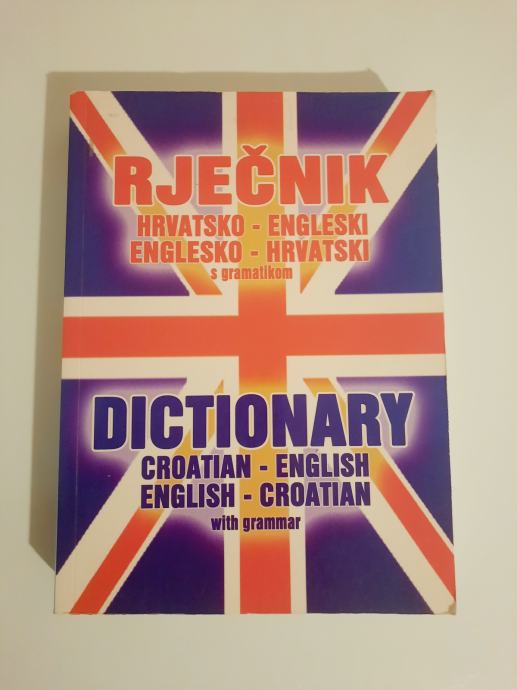 RJEČNIK
HRVATSKO - ENGLESKI
ENGLESKO - HRVATSKI
s gramatikom
DICTIONARY
CROATIAN - ENGLISH
ENGLISH - CROATIAN
with grammar